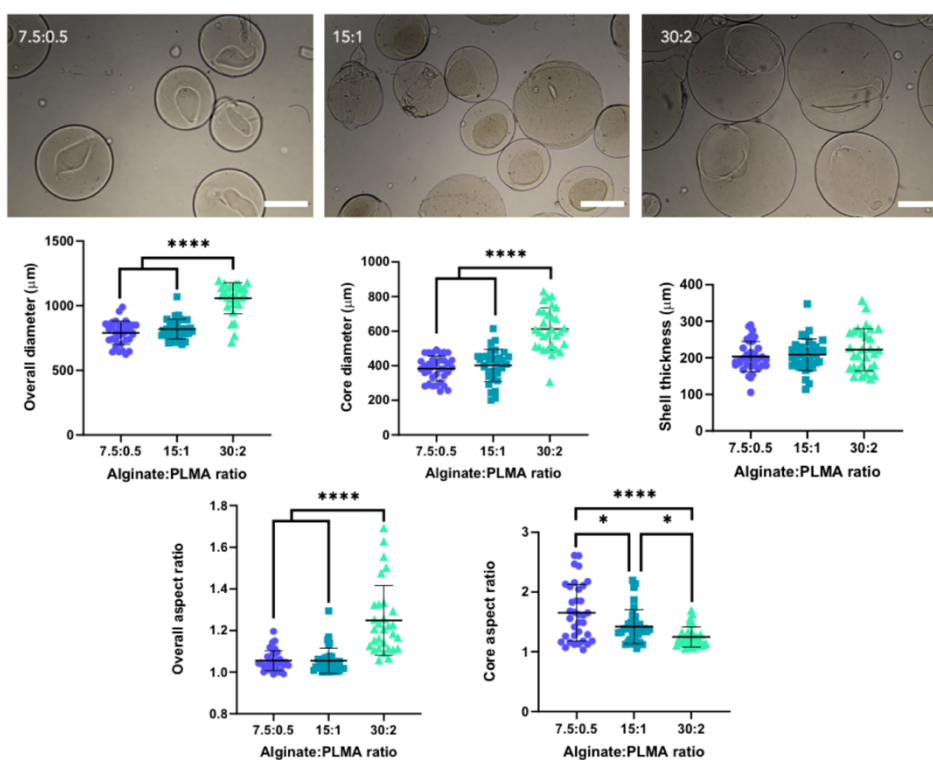 7.5:0.5
15:1
30:2
Overall diameter (μm)
1500
1000
500
0
****
7.5:0.5 15:1 30:2
Alginate:PLMA ratio
Core diameter (μm)
1000
800
600
400
200
0
****
7.5:0.5 15:1 30:2
Alginate:PLMA ratio
Shell thickness (μm)
400
300
200
100
0
7.5:0.5 15:1 30:2
Alginate:PLMA ratio
Overall aspect ratio
1.8
1.6
1.4
1.2
1.0
0.8
****
7.5:0.5 15:1 30:2
Alginate:PLMA ratio
Core aspect ratio
3
2
1
0
****
* *
7.5:0.5 15:1 30:2
Alginate:PLMA ratio